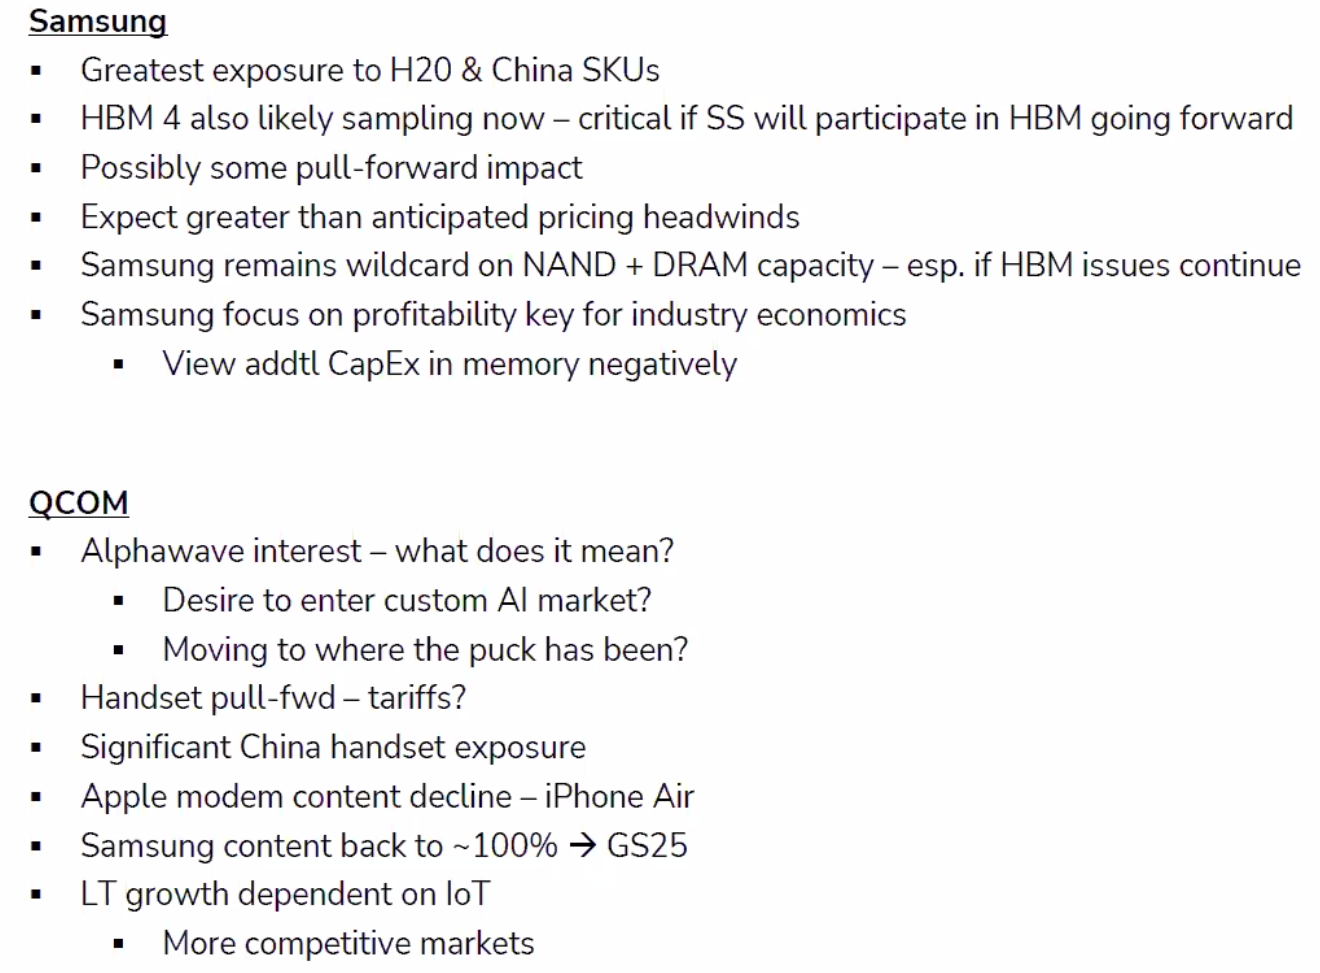 Samsung
▪ Greatest exposure to H20 & China SKUs
▪ HBM 4 also likely sampling now – critical if SS will participate in HBM going forward
▪ Possibly some pull-forward impact
▪ Expect greater than anticipated pricing headwinds
▪ Samsung remains wildcard on NAND + DRAM capacity – esp. if HBM issues continue
▪ Samsung focus on profitability key for industry economics
▪ View addtl CapEx in memory negatively
QCOM
▪ Alphawave interest – what does it mean?
▪ Desire to enter custom AI market?
▪ Moving to where the puck has been?
▪ Handset pull-fwd – tariffs?
▪ Significant China handset exposure
▪ Apple modem content decline – iPhone Air
▪ Samsung content back to ~100% → GS25
▪ LT growth dependent on IoT
▪ More competitive markets